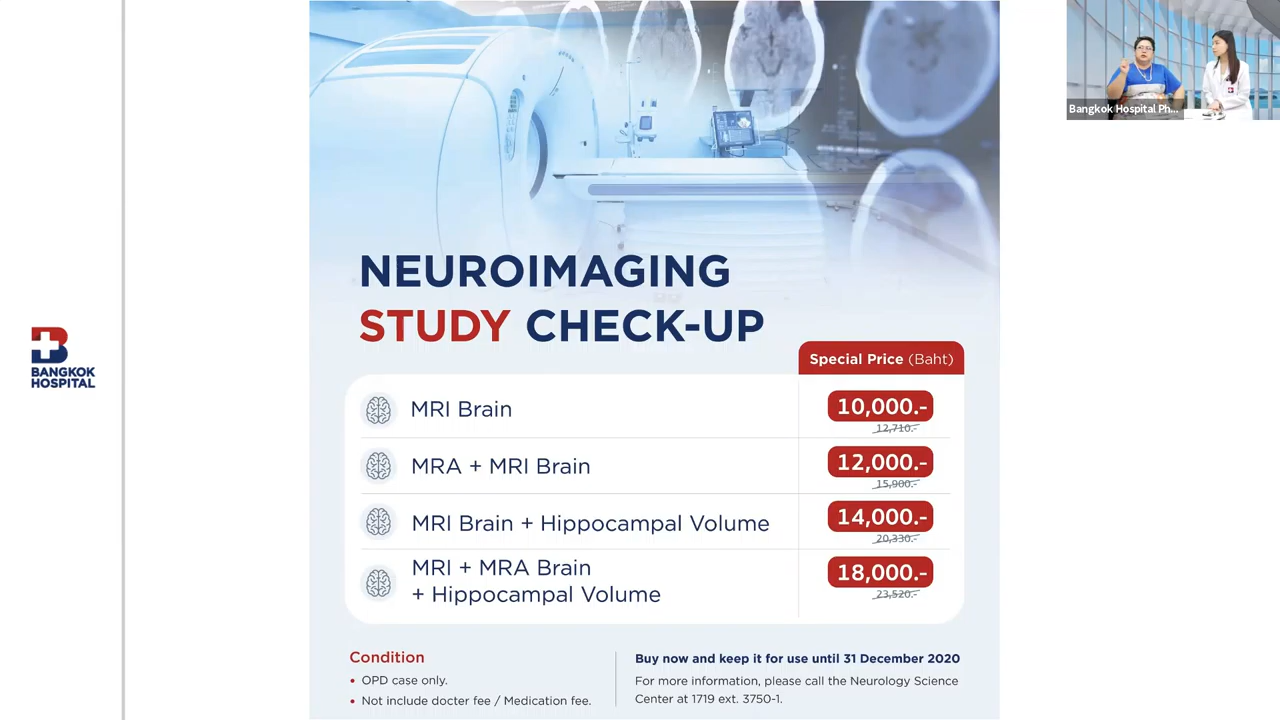 BANGKOK
HOSPITAL
NEUROIMAGING
STUDY CHECK-UP
Special Price (Baht)
MRI Brain
10,000.-
12,710.-
MRA + MRI Brain
12,000.-
15,900.-
MRI Brain + Hippocampal Volume
14,000.-
20,330.-
MRI + MRA Brain
+ Hippocampal Volume
18,000.-
23,520.-
Condition
• OPD case only.
• Not include docter fee / Medication fee.
Buy now and keep it for use until 31 December 2020
For more information, please call the Neurology Science
Center at 1719 ext. 3750-1.
Bangkok Hospital Ph...